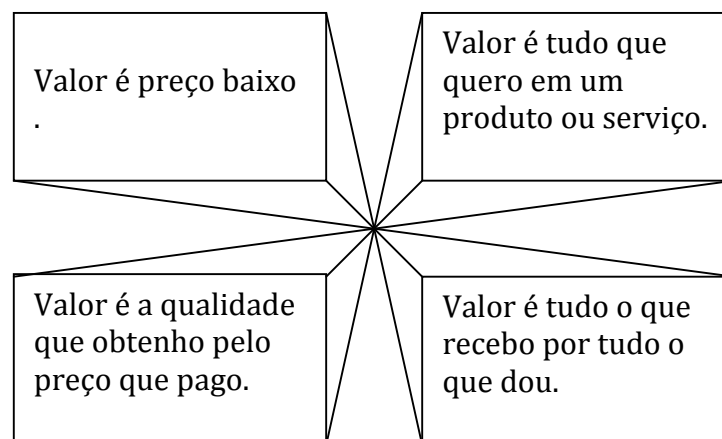 Valor é preço baixo
.
Valor é tudo que
quero em um
produto ou serviço.
Valor é a qualidade
que obtenho pelo
preço que pago.
Valor é tudo o que
recebo por tudo o
que dou.